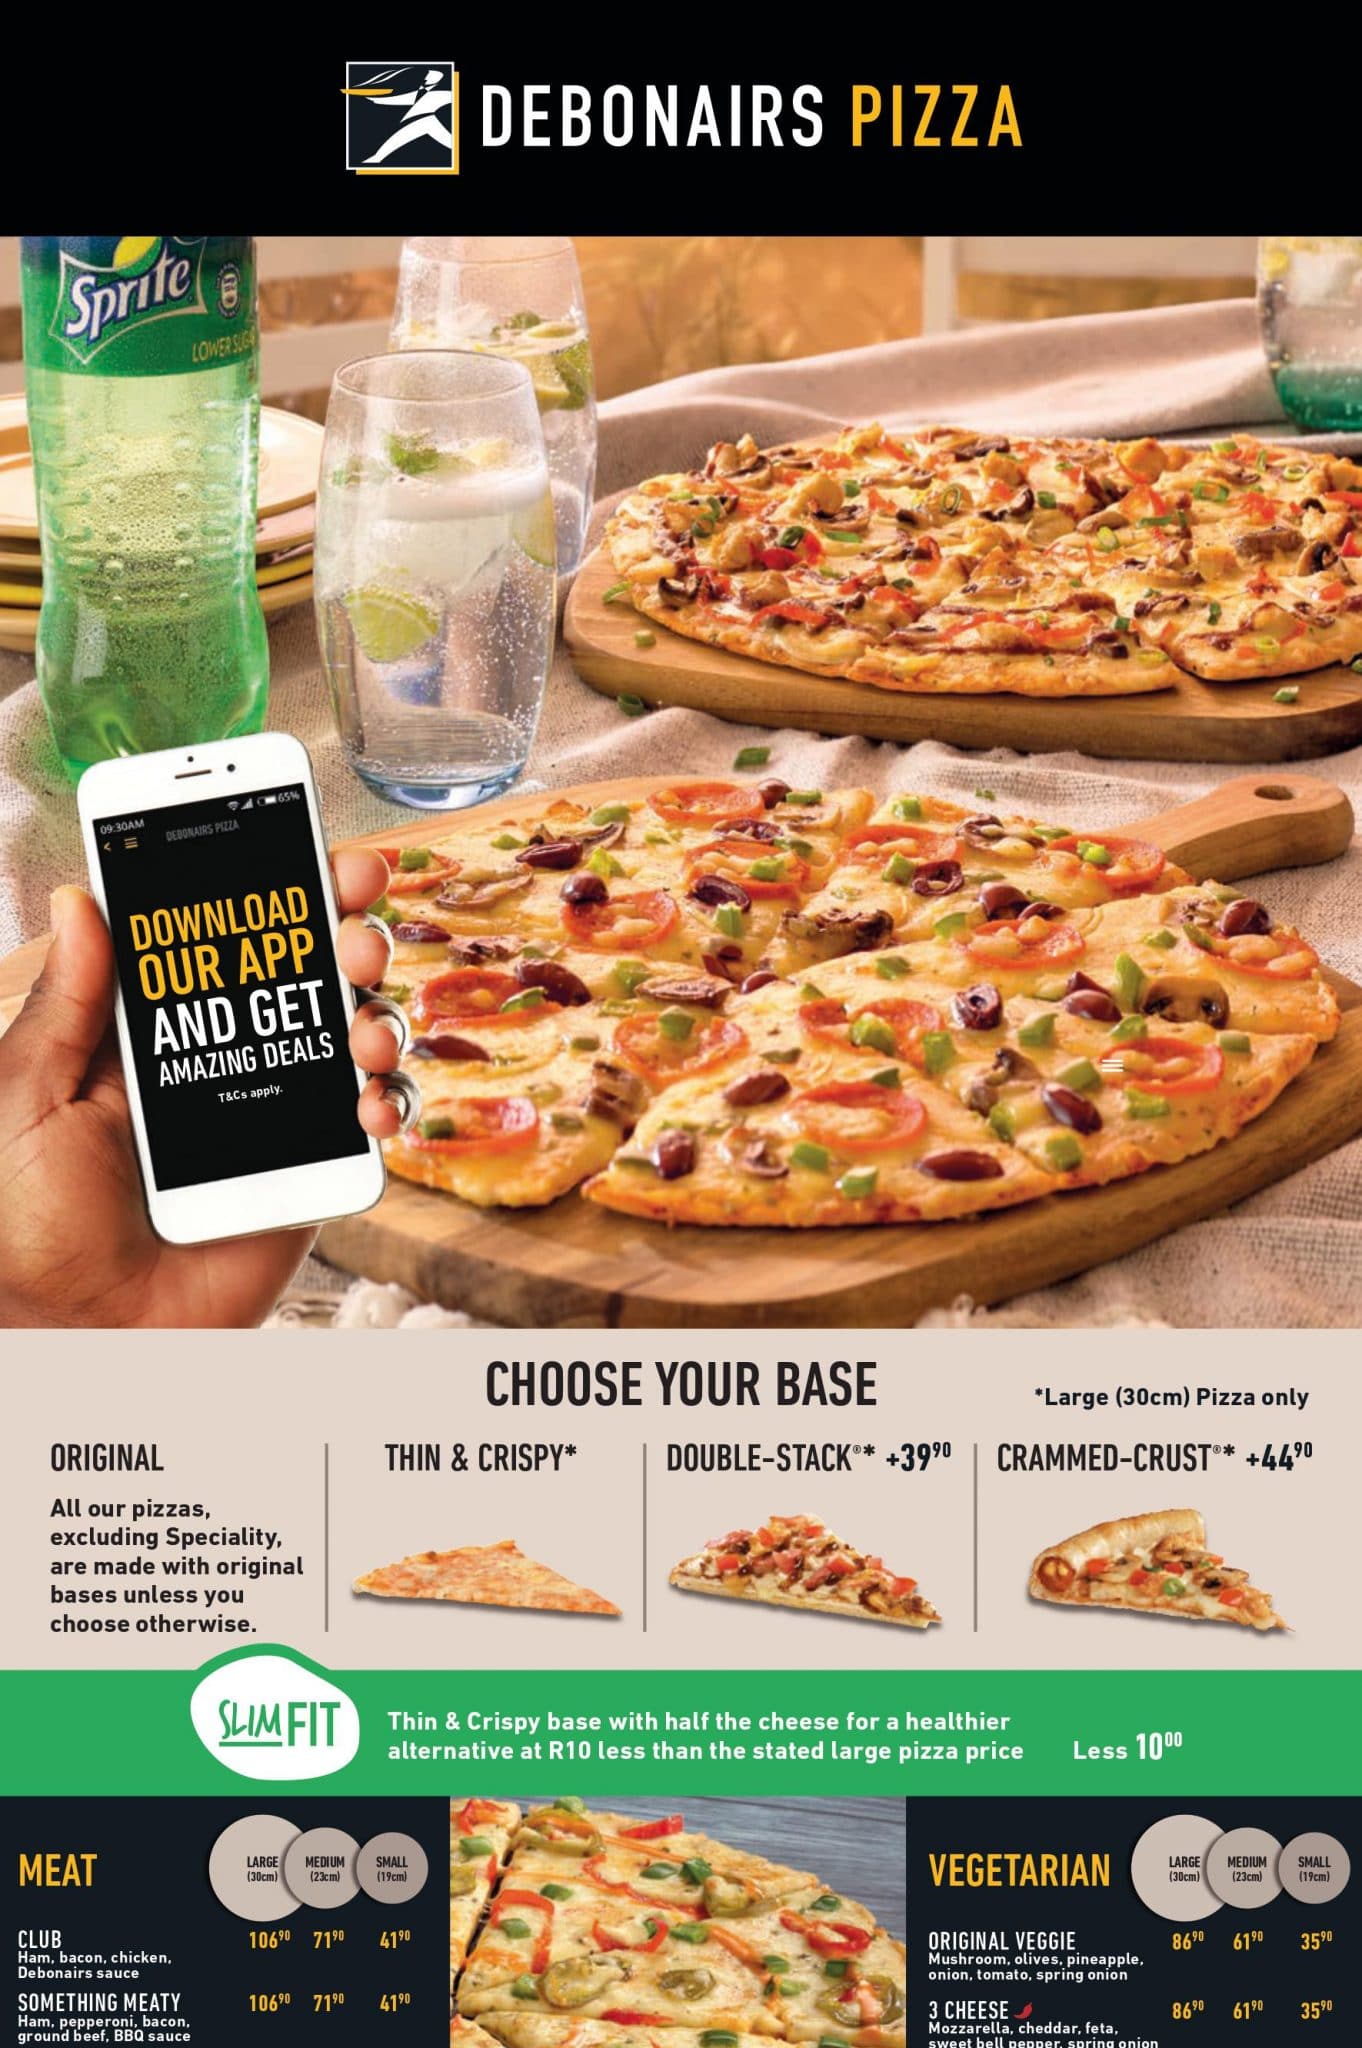 DEBONAIRS PIZZA
Sprite
LOWER SUGAR
09:30AM
65%
DEBONAIRS PIZZA
DOWNLOAD
OUR APP
AND GET
AMAZING DEALS
T&Cs apply.
CHOOSE YOUR BASE
*Large (30cm) Pizza only
ORIGINAL
All our pizzas,
excluding Speciality,
are made with original
bases unless you
choose otherwise.
THIN & CRISPY*
DOUBLE-STACK®* +39⁹⁰
CRAMMED-CRUST®* +44⁹⁰
SLIMFIT
Thin & Crispy base with half the cheese for a healthier
alternative at R10 less than the stated large pizza price
Less 10⁰⁰
MEAT
LARGE (30cm) MEDIUM (23cm) SMALL (19cm)
CLUB 106⁹⁰ 71⁹⁰ 41⁹⁰
Ham, bacon, chicken,
Debonairs sauce
SOMETHING MEATY 106⁹⁰ 71⁹⁰ 41⁹⁰
Ham, pepperoni, bacon,
ground beef, BBQ sauce
VEGETARIAN
LARGE (30cm) MEDIUM (23cm) SMALL (19cm)
ORIGINAL VEGGIE 86⁹⁰ 61⁹⁰ 35⁹⁰
Mushroom, olives, pineapple,
onion, tomato, spring onion
3 CHEESE 86⁹⁰ 61⁹⁰ 35⁹⁰
Mozzarella, cheddar, feta,
sweet bell pepper, spring onion